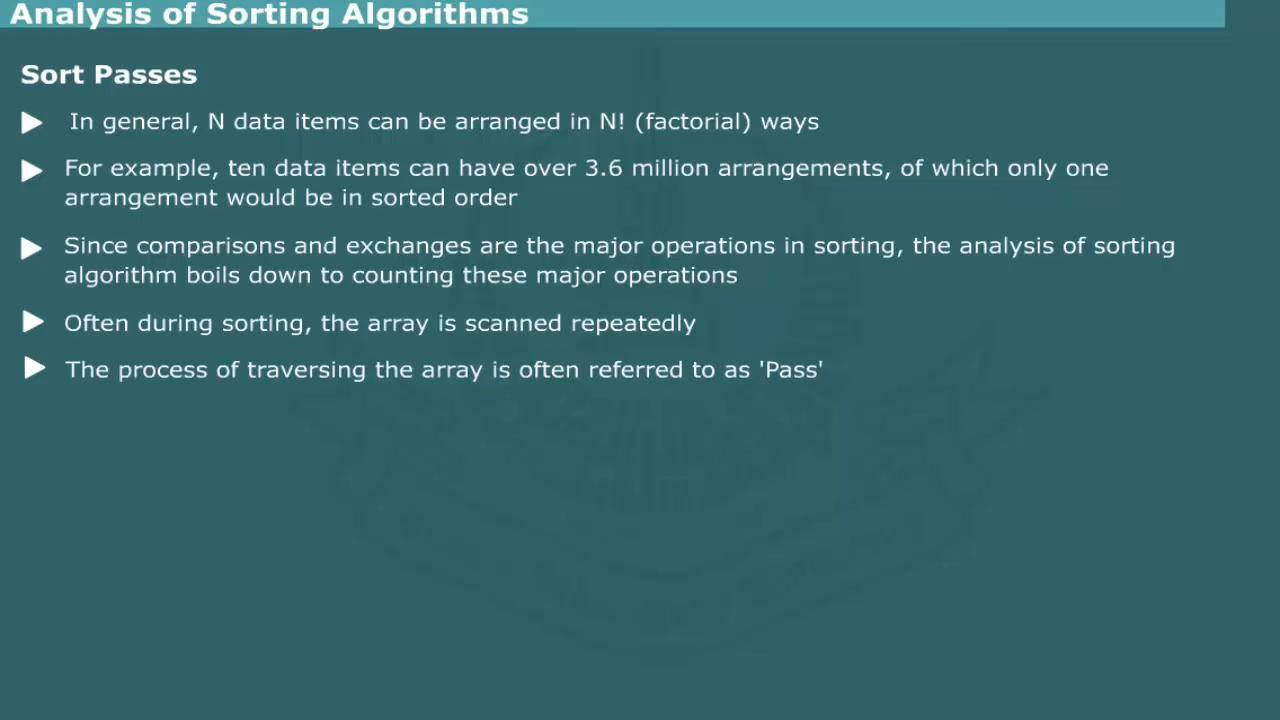 Analysis of Sorting Algorithms
Sort Passes
In general, N data items can be arranged in N! (factorial) ways
For example, ten data items can have over 3.6 million arrangements, of which only one
arrangement would be in sorted order
Since comparisons and exchanges are the major operations in sorting, the analysis of sorting
algorithm boils down to counting these major operations
Often during sorting, the array is scanned repeatedly
The process of traversing the array is often referred to as 'Pass'